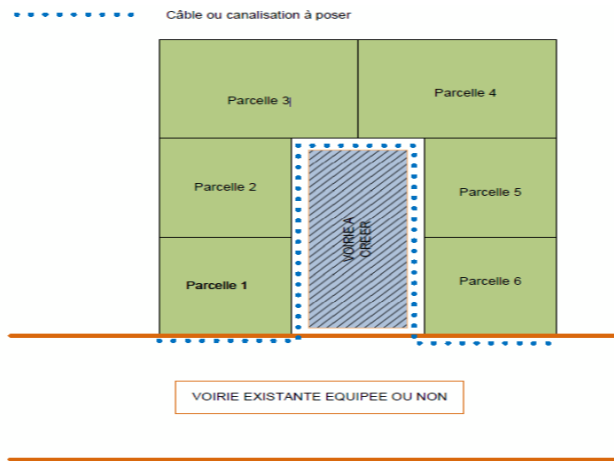 Câble ou canalisation à poser
Parcelle 3
Parcelle 4
Parcelle 2
Parcelle 5
VOIRIE A
CREER
Parcelle 1
Parcelle 6
VOIRIE EXISTANTE EQUIPEE OU NON